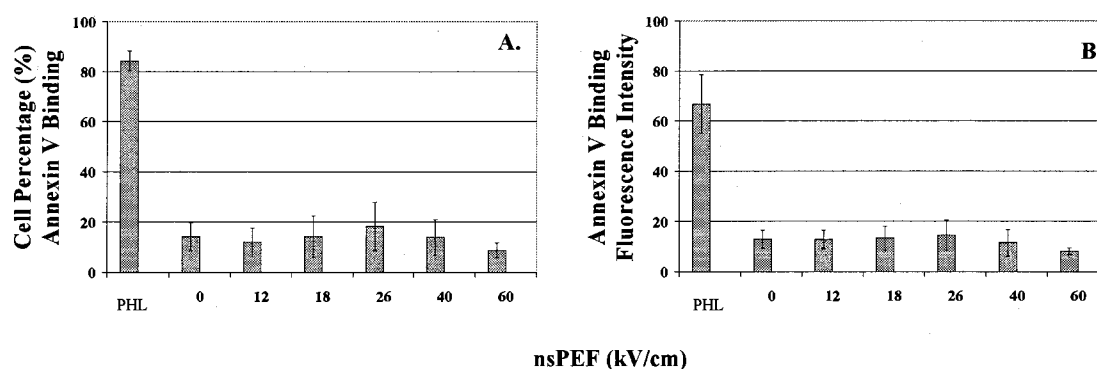 Cell Percentage (%)
Annexin V Binding
100
80
60
40
20
0
A.
PHL
0
12
18
26
40
60
Annexin V Binding
Fluorescence Intensity
100
80
60
40
20
0
B
PHL
0
12
18
26
40
60
nsPEF (kV/cm)